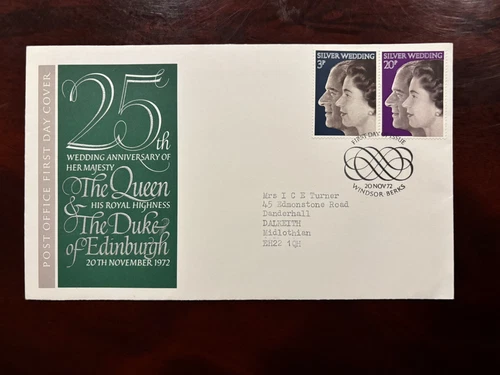 POST OFFICE FIRST DAY COVER
25th
WEDDING ANNIVERSARY OF
HER MAJESTY
The Queen
& HIS ROYAL HIGHNESS
The Duke
of Edinburgh
20TH NOVEMBER 1972
SILVER WEDDING
3P
SILVER WEDDING
20P
FIRST DAY OF ISSUE
20 NOV 72
WINDSOR·BERKS
Mrs I C E Turner
45 Edmonstone Road
Danderhall
DALKEITH
Midlothian
EH22 1QH